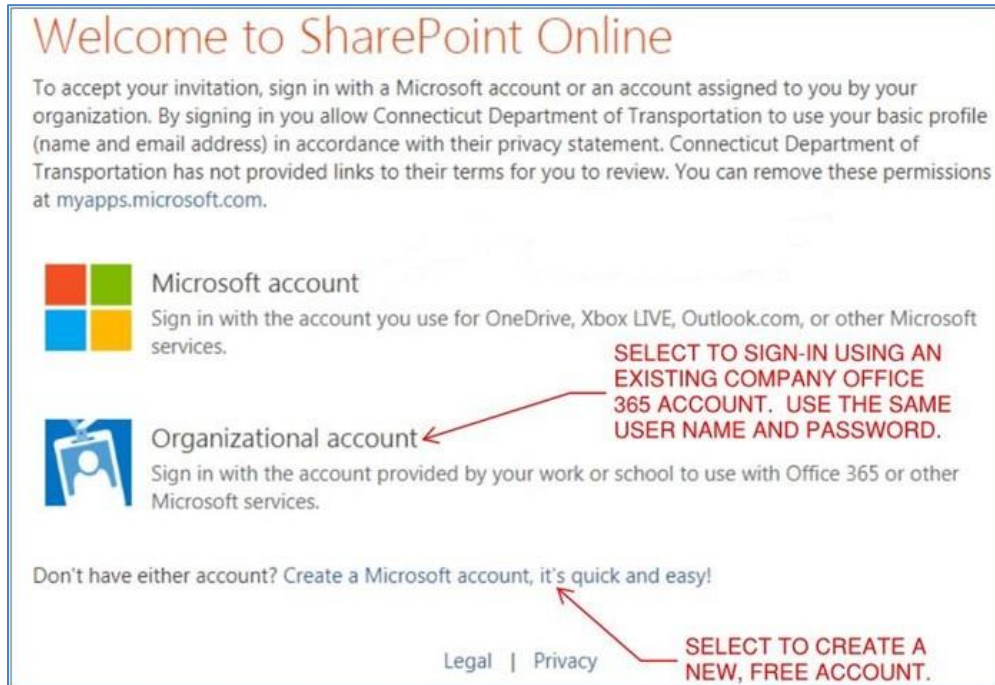 Welcome to SharePoint Online
To accept your invitation, sign in with a Microsoft account or an account assigned to you by your
organization. By signing in you allow Connecticut Department of Transportation to use your basic profile
(name and email address) in accordance with their privacy statement. Connecticut Department of
Transportation has not provided links to their terms for you to review. You can remove these permissions
at myapps.microsoft.com.
Microsoft account
Sign in with the account you use for OneDrive, Xbox LIVE, Outlook.com, or other Microsoft
services.
SELECT TO SIGN-IN USING AN
EXISTING COMPANY OFFICE
365 ACCOUNT. USE THE SAME
USER NAME AND PASSWORD.
Organizational account
Sign in with the account provided by your work or school to use with Office 365 or other
Microsoft services.
Don't have either account? Create a Microsoft account, it's quick and easy!
SELECT TO CREATE A
NEW, FREE ACCOUNT.
Legal | Privacy